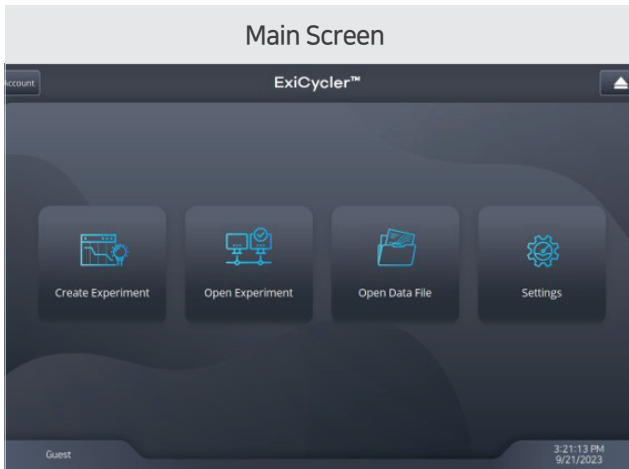 Main Screen
Account
ExiCycler™
Create Experiment
Open Experiment
Open Data File
Settings
Guest
3:21:13 PM
9/21/2023